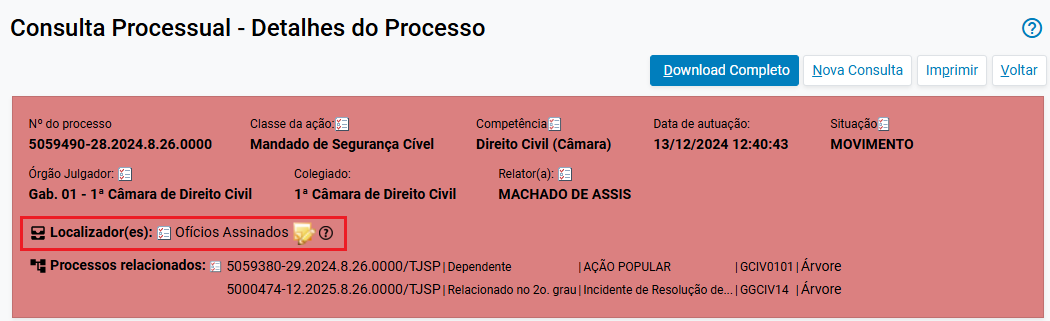 Consulta Processual - Detalhes do Processo
Download Completo Nova Consulta Imprimir Voltar
Nº do processo Classe da ação: Competência Data de autuação: Situação
5059490-28.2024.8.26.0000 Mandado de Segurança Cível Direito Civil (Câmara) 13/12/2024 12:40:43 MOVIMENTO
Órgão Julgador: Colegiado: Relator(a):
Gab. 01 - 1ª Câmara de Direito Civil 1ª Câmara de Direito Civil MACHADO DE ASSIS
Localizador(es): Ofícios Assinados
Processos relacionados: 5059380-29.2024.8.26.0000/TJSP | Dependente | AÇÃO POPULAR | GCIV0101 | Árvore
5000474-12.2025.8.26.0000/TJSP | Relacionado no 2o. grau | Incidente de Resolução de... | GGCIV14 | Árvore